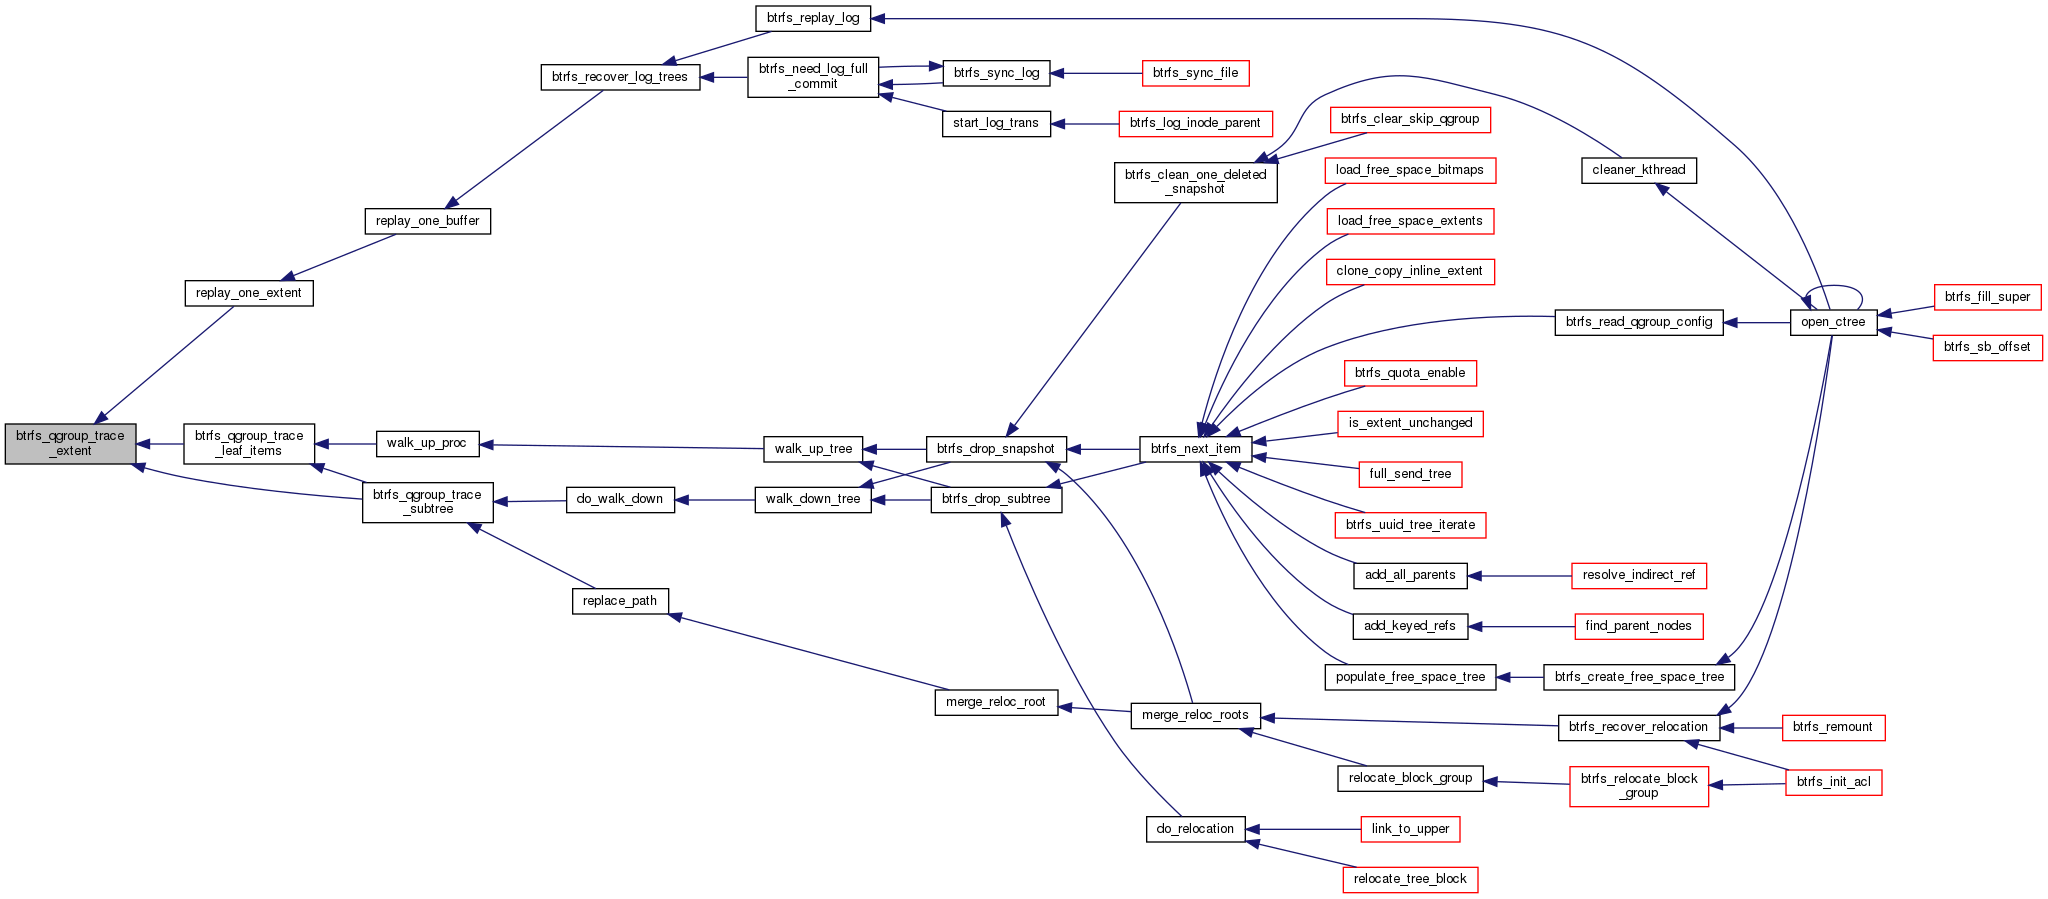 btrfs_replay_log
btrfs_recover_log_trees
btrfs_need_log_full
_commit
btrfs_sync_log
btrfs_sync_file
start_log_trans
btrfs_log_inode_parent
btrfs_clear_skip_qgroup
btrfs_clean_one_deleted
_snapshot
load_free_space_bitmaps
cleaner_kthread
replay_one_buffer
load_free_space_extents
clone_copy_inline_extent
replay_one_extent
btrfs_read_qgroup_config
open_ctree
btrfs_fill_super
btrfs_sb_offset
btrfs_quota_enable
is_extent_unchanged
btrfs_qgroup_trace
_extent
btrfs_qgroup_trace
_leaf_items
walk_up_proc
walk_up_tree
btrfs_drop_snapshot
btrfs_next_item
full_send_tree
btrfs_qgroup_trace
_subtree
do_walk_down
walk_down_tree
btrfs_drop_subtree
btrfs_uuid_tree_iterate
add_all_parents
resolve_indirect_ref
replace_path
add_keyed_refs
find_parent_nodes
populate_free_space_tree
btrfs_create_free_space_tree
merge_reloc_root
merge_reloc_roots
btrfs_recover_relocation
btrfs_remount
relocate_block_group
btrfs_relocate_block
_group
btrfs_init_acl
do_relocation
link_to_upper
relocate_tree_block